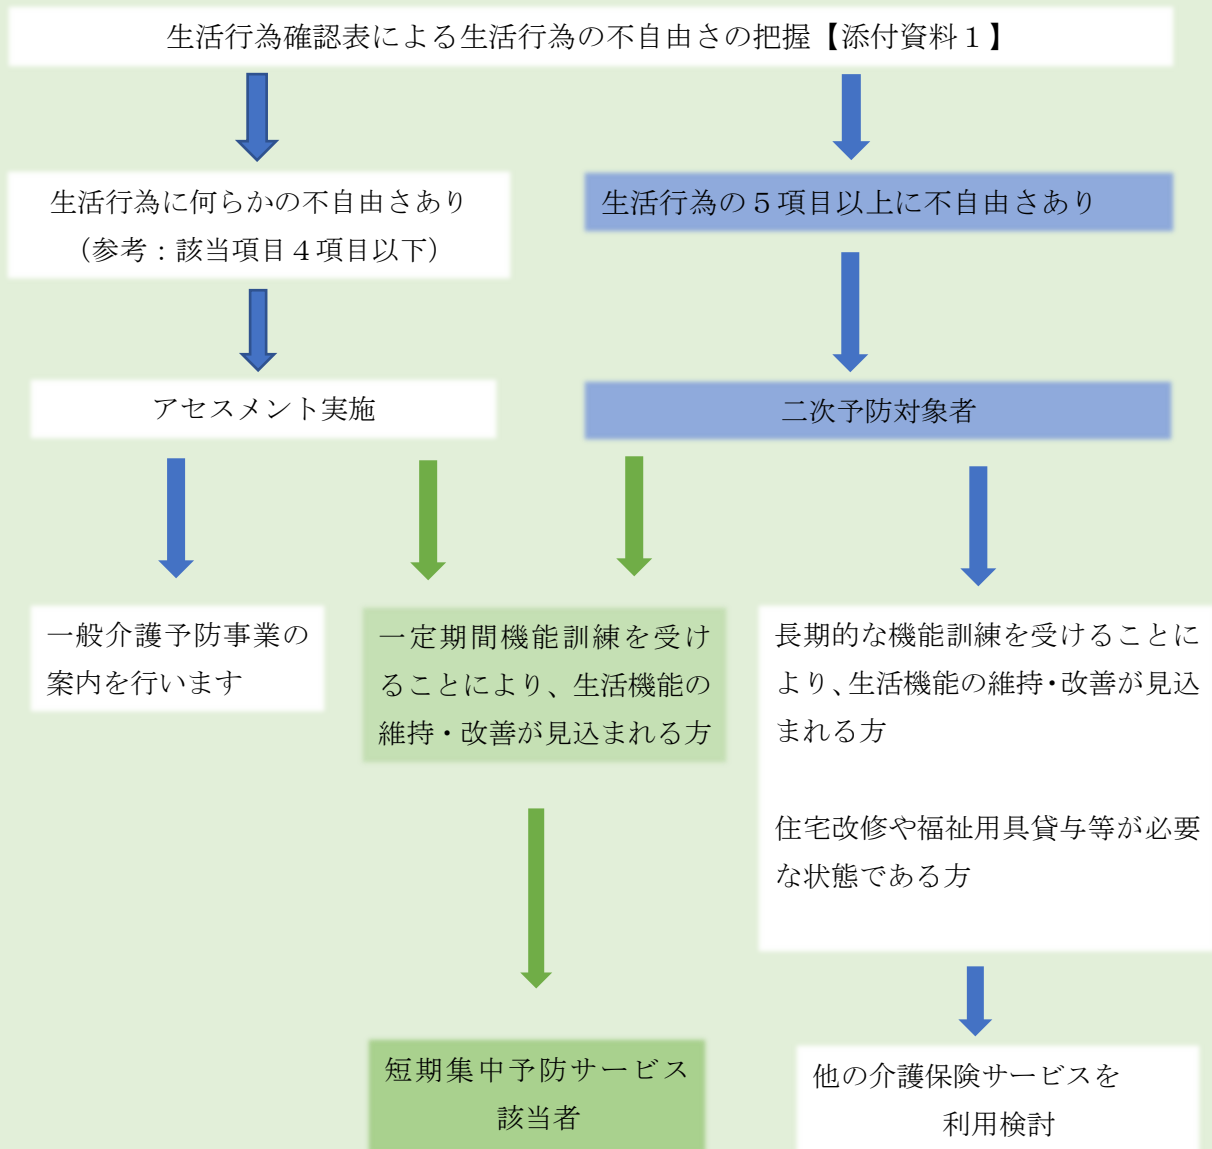 生活行為確認表による生活行為の不自由さの把握【添付資料１】
生活行為に何らかの不自由さあり
（参考：該当項目４項目以下）
生活行為の５項目以上に不自由さあり
アセスメント実施
二次予防対象者
一般介護予防事業の
案内を行います
一定期間機能訓練を受け
ることにより、生活機能の
維持・改善が見込まれる方
長期的な機能訓練を受けることに
より、生活機能の維持・改善が見込
まれる方
住宅改修や福祉用具貸与等が必要
な状態である方
短期集中予防サービス
該当者
他の介護保険サービスを
利用検討